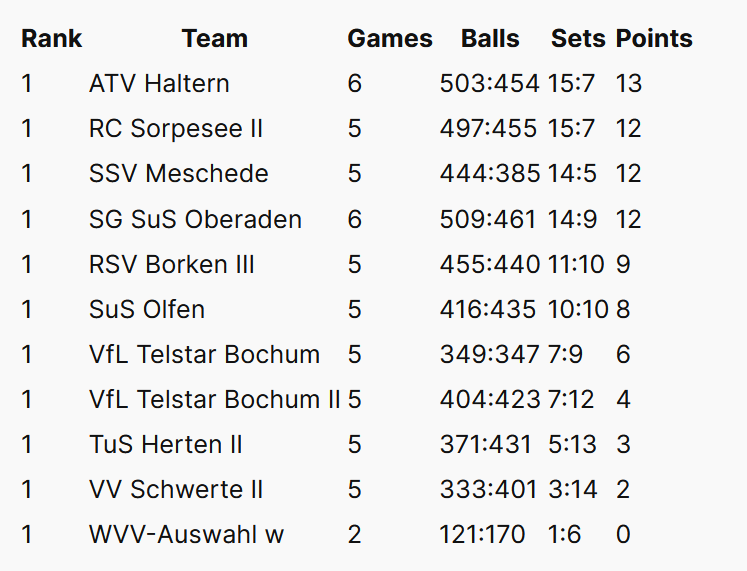 Rank Team Games Balls Sets Points
1 ATV Haltern 6 503:454 15:7 13
1 RC Sorpesee II 5 497:455 15:7 12
1 SSV Meschede 5 444:385 14:5 12
1 SG SuS Oberaden 6 509:461 14:9 12
1 RSV Borken III 5 455:440 11:10 9
1 SuS Olfen 5 416:435 10:10 8
1 VfL Telstar Bochum 5 349:347 7:9 6
1 VfL Telstar Bochum II 5 404:423 7:12 4
1 TuS Herten II 5 371:431 5:13 3
1 VV Schwerte II 5 333:401 3:14 2
1 WVV-Auswahl w 2 121:170 1:6 0